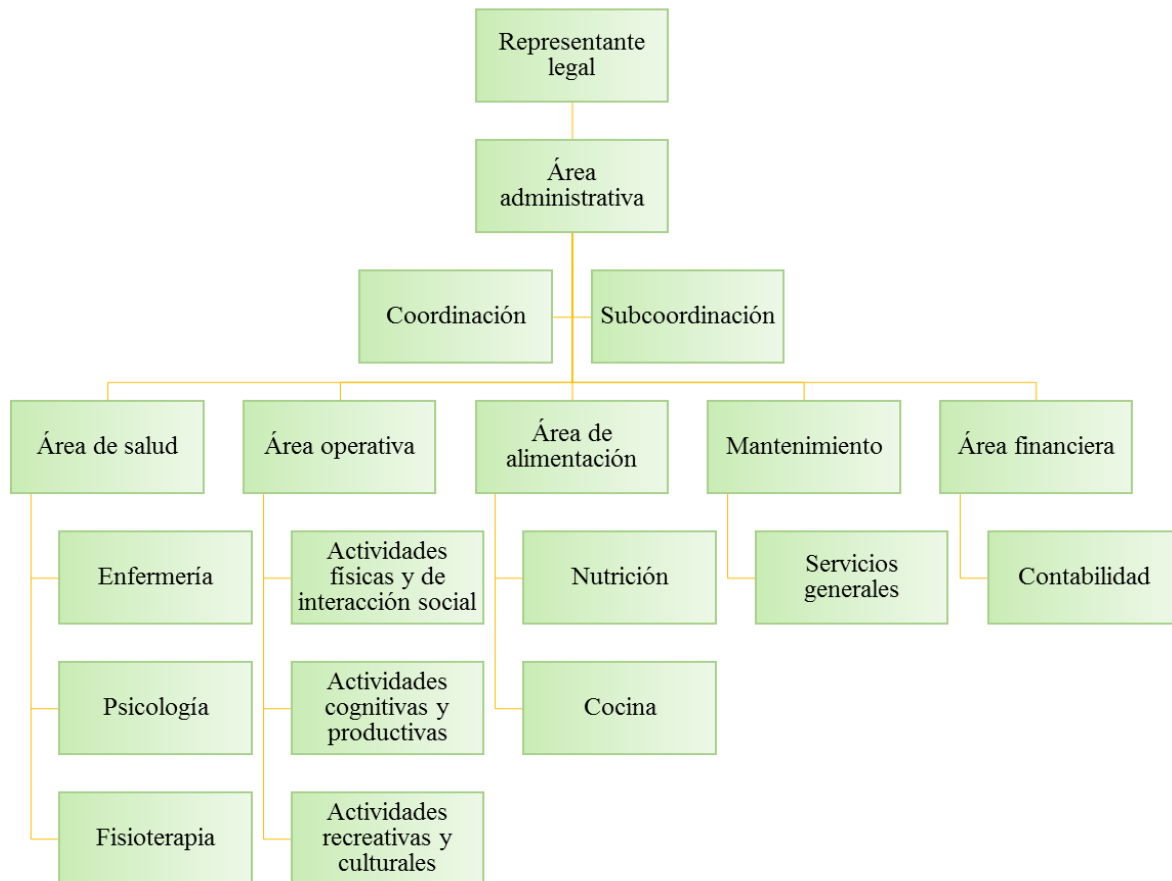 Representante
legal
Área
administrativa
Coordinación
Subcoordinación
Área de salud
Área operativa
Área de
alimentación
Mantenimiento
Área financiera
Enfermería
Actividades
físicas y de
interacción social
Nutrición
Servicios
generales
Contabilidad
Psicología
Actividades
cognitivas y
productivas
Cocina
Fisioterapia
Actividades
recreativas y
culturales